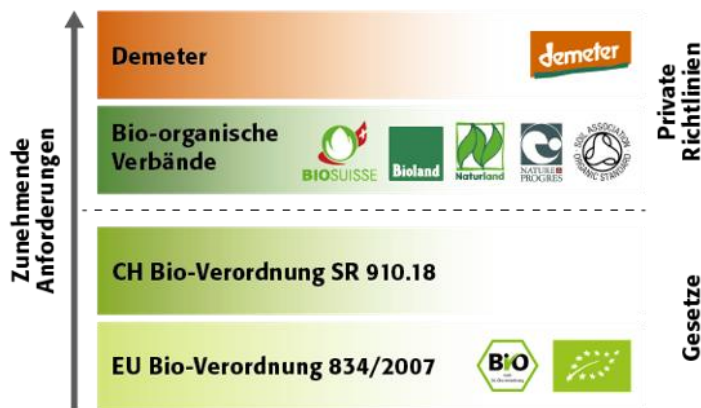 Zunehmende
Anforderungen
Demeter
demeter
Bio-organische
Verbände
BIOSUISSE
Bioland
Naturland
NATURE
PROGRES
SOIL ASSOCIATION
ORGANIC STANDARD
Private
Richtlinien
CH Bio-Verordnung SR 910.18
EU Bio-Verordnung 834/2007
BiO
Gesetze